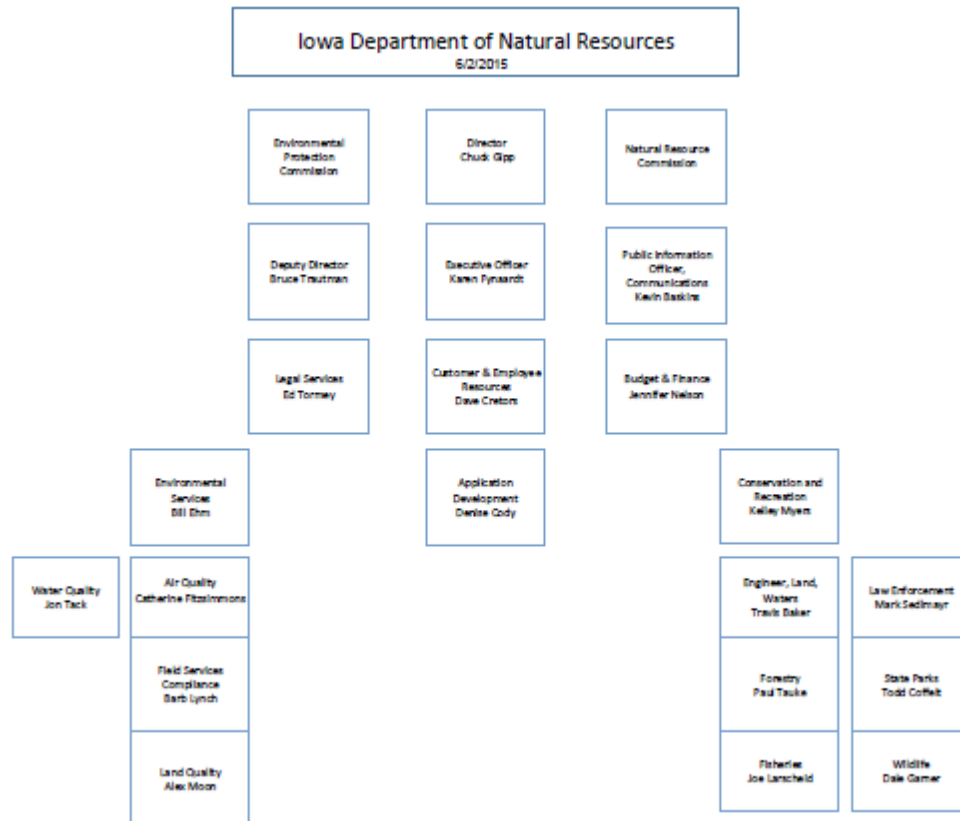 Iowa Department of Natural Resources
6/2/2015
Environmental
Protection
Commission
Director
Chuck Gipp
Natural Resource
Commission
Deputy Director
Bruce Trautman
Executive Officer
Karen Fynaardt
Public Information
Officer,
Communications
Kevin Baskins
Legal Services
Ed Tormey
Customer & Employee
Resources
Dave Cretors
Budget & Finance
Jennifer Nelson
Environmental
Services
Bill Ehm
Application
Development
Denise Cody
Conservation and
Recreation
Kelley Myers
Water Quality
Jon Tack
Air Quality
Catherine Fitzsimmons
Engineer, Land,
Waters
Travis Baker
Law Enforcement
Mark Sedlmayr
Field Services
Compliance
Barb Lynch
Forestry
Paul Tauke
State Parks
Todd Coffelt
Land Quality
Alex Moon
Fisheries
Joe Larscheid
Wildlife
Dale Garner